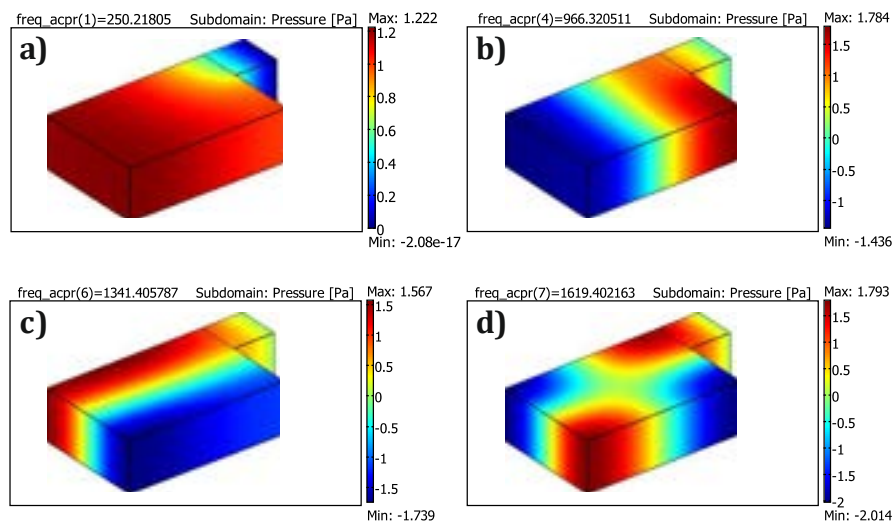 freq_acpr(1)=250.21805 Subdomain: Pressure [Pa] Max: 1.222
a)
1.2
1
0.8
0.6
0.4
0.2
0
Min: -2.08e-17
freq_acpr(4)=966.320511 Subdomain: Pressure [Pa] Max: 1.784
b)
1.5
1
0.5
0
-0.5
-1
Min: -1.436
freq_acpr(6)=1341.405787 Subdomain: Pressure [Pa] Max: 1.567
c)
1.5
1
0.5
0
-0.5
-1
-1.5
Min: -1.739
freq_acpr(7)=1619.402163 Subdomain: Pressure [Pa] Max: 1.793
d)
1.5
1
0.5
0
-0.5
-1
-1.5
-2
Min: -2.014